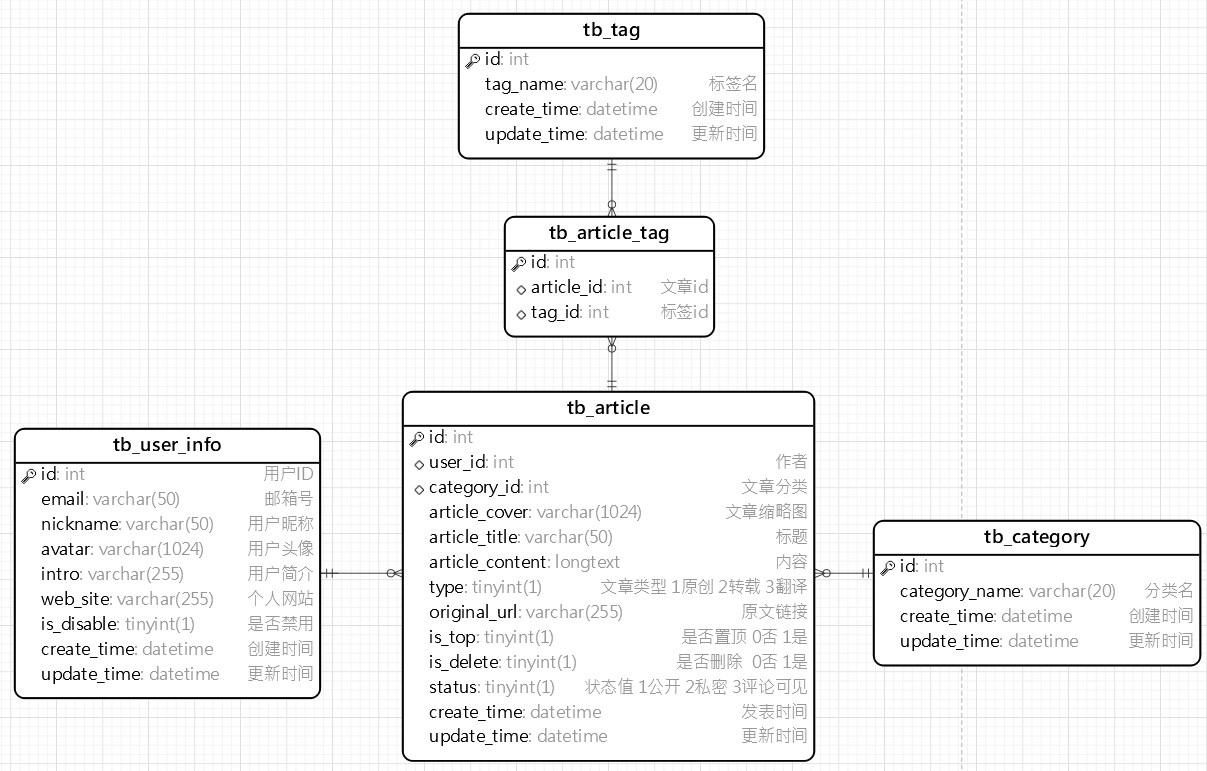 tb_tag
id: int
tag_name: varchar(20) 标签名
create_time: datetime 创建时间
update_time: datetime 更新时间
tb_article_tag
id: int
article_id: int 文章id
tag_id: int 标签id
tb_article
id: int
user_id: int 作者
category_id: int 文章分类
article_cover: varchar(1024) 文章缩略图
article_title: varchar(50) 标题
article_content: longtext 内容
type: tinyint(1) 文章类型 1原创 2转载 3翻译
original_url: varchar(255) 原文链接
is_top: tinyint(1) 是否置顶 0否 1是
is_delete: tinyint(1) 是否删除  0否 1是
status: tinyint(1) 状态值 1公开 2私密 3评论可见
create_time: datetime 发表时间
update_time: datetime 更新时间
tb_user_info
id: int 用户ID
email: varchar(50) 邮箱号
nickname: varchar(50) 用户昵称
avatar: varchar(1024) 用户头像
intro: varchar(255) 用户简介
web_site: varchar(255) 个人网站
is_disable: tinyint(1) 是否禁用
create_time: datetime 创建时间
update_time: datetime 更新时间
tb_category
id: int
category_name: varchar(20) 分类名
create_time: datetime 创建时间
update_time: datetime 更新时间